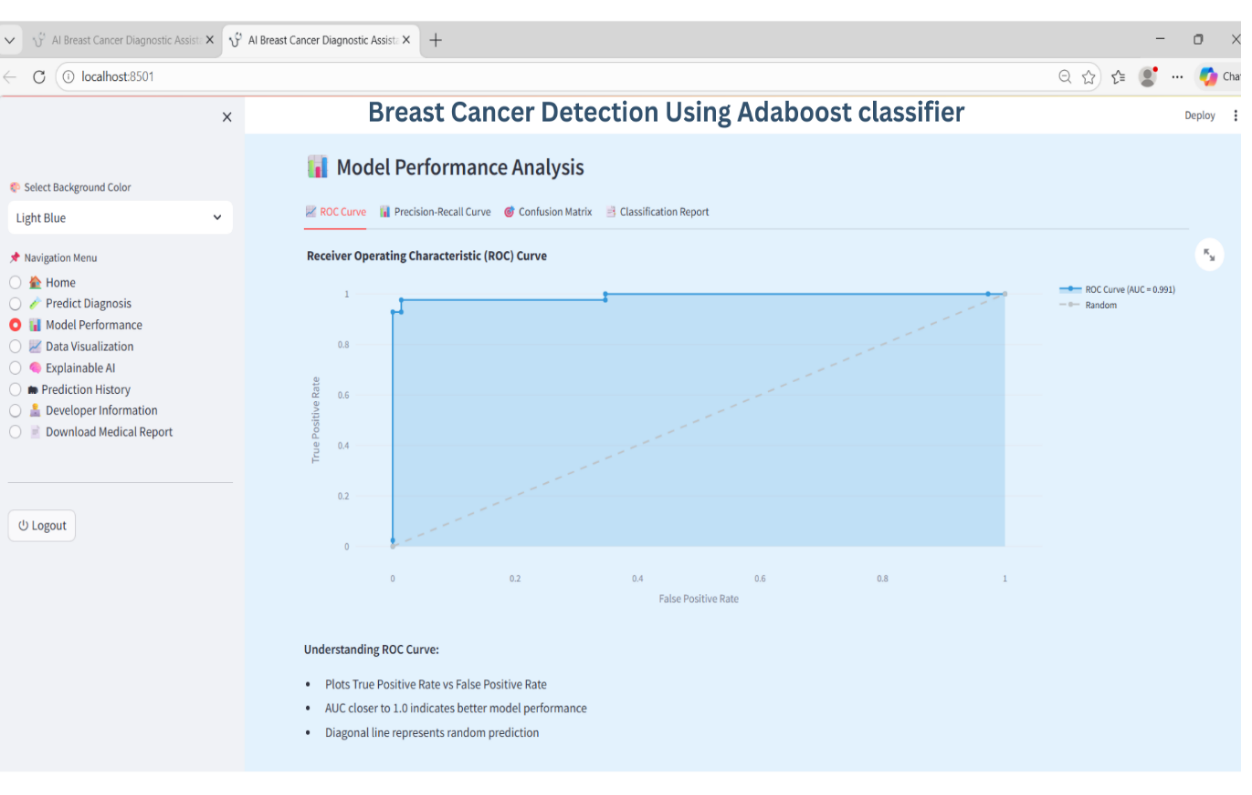 AI Breast Cancer Diagnostic Assist
AI Breast Cancer Diagnostic Assist
localhost:8501
Chat
Breast Cancer Detection Using Adaboost classifier
Deploy
Model Performance Analysis
Select Background Color
Light Blue
Navigation Menu
Home
Predict Diagnosis
Model Performance
Data Visualization
Explainable AI
Prediction History
Developer Information
Download Medical Report
Logout
ROC Curve
Precision-Recall Curve
Confusion Matrix
Classification Report
Receiver Operating Characteristic (ROC) Curve
ROC Curve (AUC = 0.991)
Random
1
0.8
0.6
0.4
0.2
0
True Positive Rate
0
0.2
0.4
0.6
0.8
1
False Positive Rate
Understanding ROC Curve:
• Plots True Positive Rate vs False Positive Rate
• AUC closer to 1.0 indicates better model performance
• Diagonal line represents random prediction